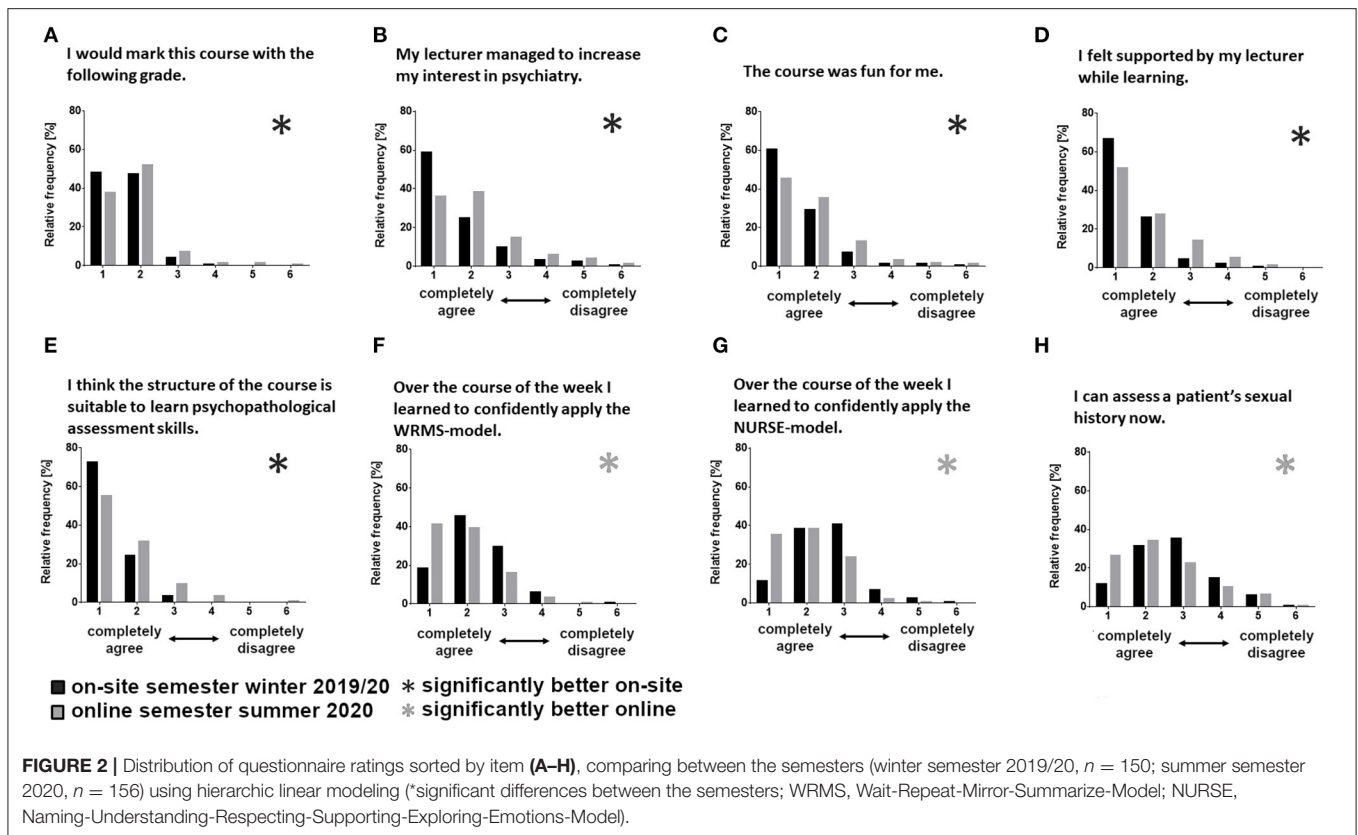 A
I would mark this course with the
following grade.
Relative frequency [%]
80
60
40
20
0
1 2 3 4 5 6
*
B
My lecturer managed to increase
my interest in psychiatry.
Relative frequency [%]
80
60
40
20
0
1 2 3 4 5 6
completely agree
completely disagree
*
C
The course was fun for me.
Relative frequency [%]
80
60
40
20
0
1 2 3 4 5 6
completely agree
completely disagree
*
D
I felt supported by my lecturer
while learning.
Relative frequency [%]
80
60
40
20
0
1 2 3 4 5 6
completely agree
completely disagree
*
E
I think the structure of the course is
suitable to learn psychopathological
assessment skills.
Relative frequency [%]
80
60
40
20
0
1 2 3 4 5 6
completely agree
completely disagree
*
F
Over the course of the week I
learned to confidently apply the
WRMS-model.
Relative frequency [%]
80
60
40
20
0
1 2 3 4 5 6
completely agree
completely disagree
*
G
Over the course of the week I
learned to confidently apply the
NURSE-model.
Relative frequency [%]
80
60
40
20
0
1 2 3 4 5 6
completely agree
completely disagree
*
H
I can assess a patient's sexual
history now.
Relative frequency [%]
80
60
40
20
0
1 2 3 4 5 6
completely agree
completely disagree
*
on-site semester winter 2019/20 * significantly better on-site
online semester summer 2020 * significantly better online
FIGURE 2 | Distribution of questionnaire ratings sorted by item (A–H), comparing between the semesters (winter semester 2019/20, n = 150; summer semester
2020, n = 156) using hierarchic linear modeling (*significant differences between the semesters; WRMS, Wait-Repeat-Mirror-Summarize-Model; NURSE,
Naming-Understanding-Respecting-Supporting-Exploring-Emotions-Model).